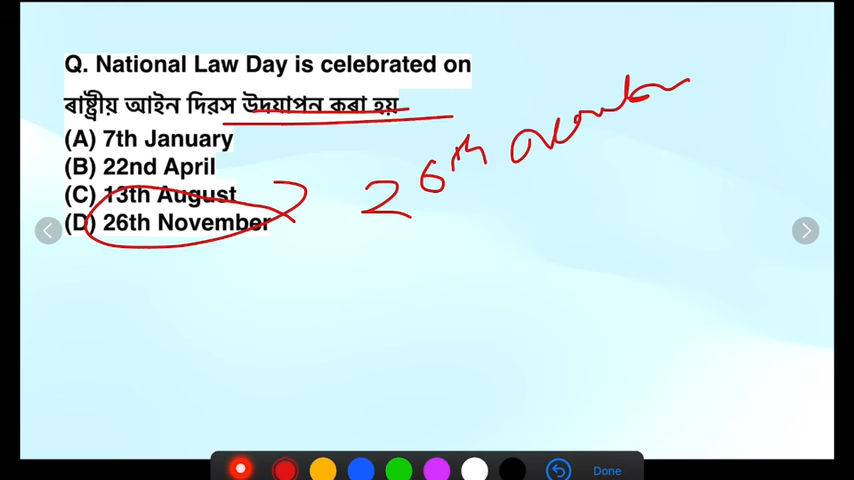 Q. National Law Day is celebrated on
ৰাষ্ট্ৰীয় আইন দিৱস উদযাপন কৰা হয়
(A) 7th January
(B) 22nd April
(C) 13th August
(D) 26th November
26th
Done